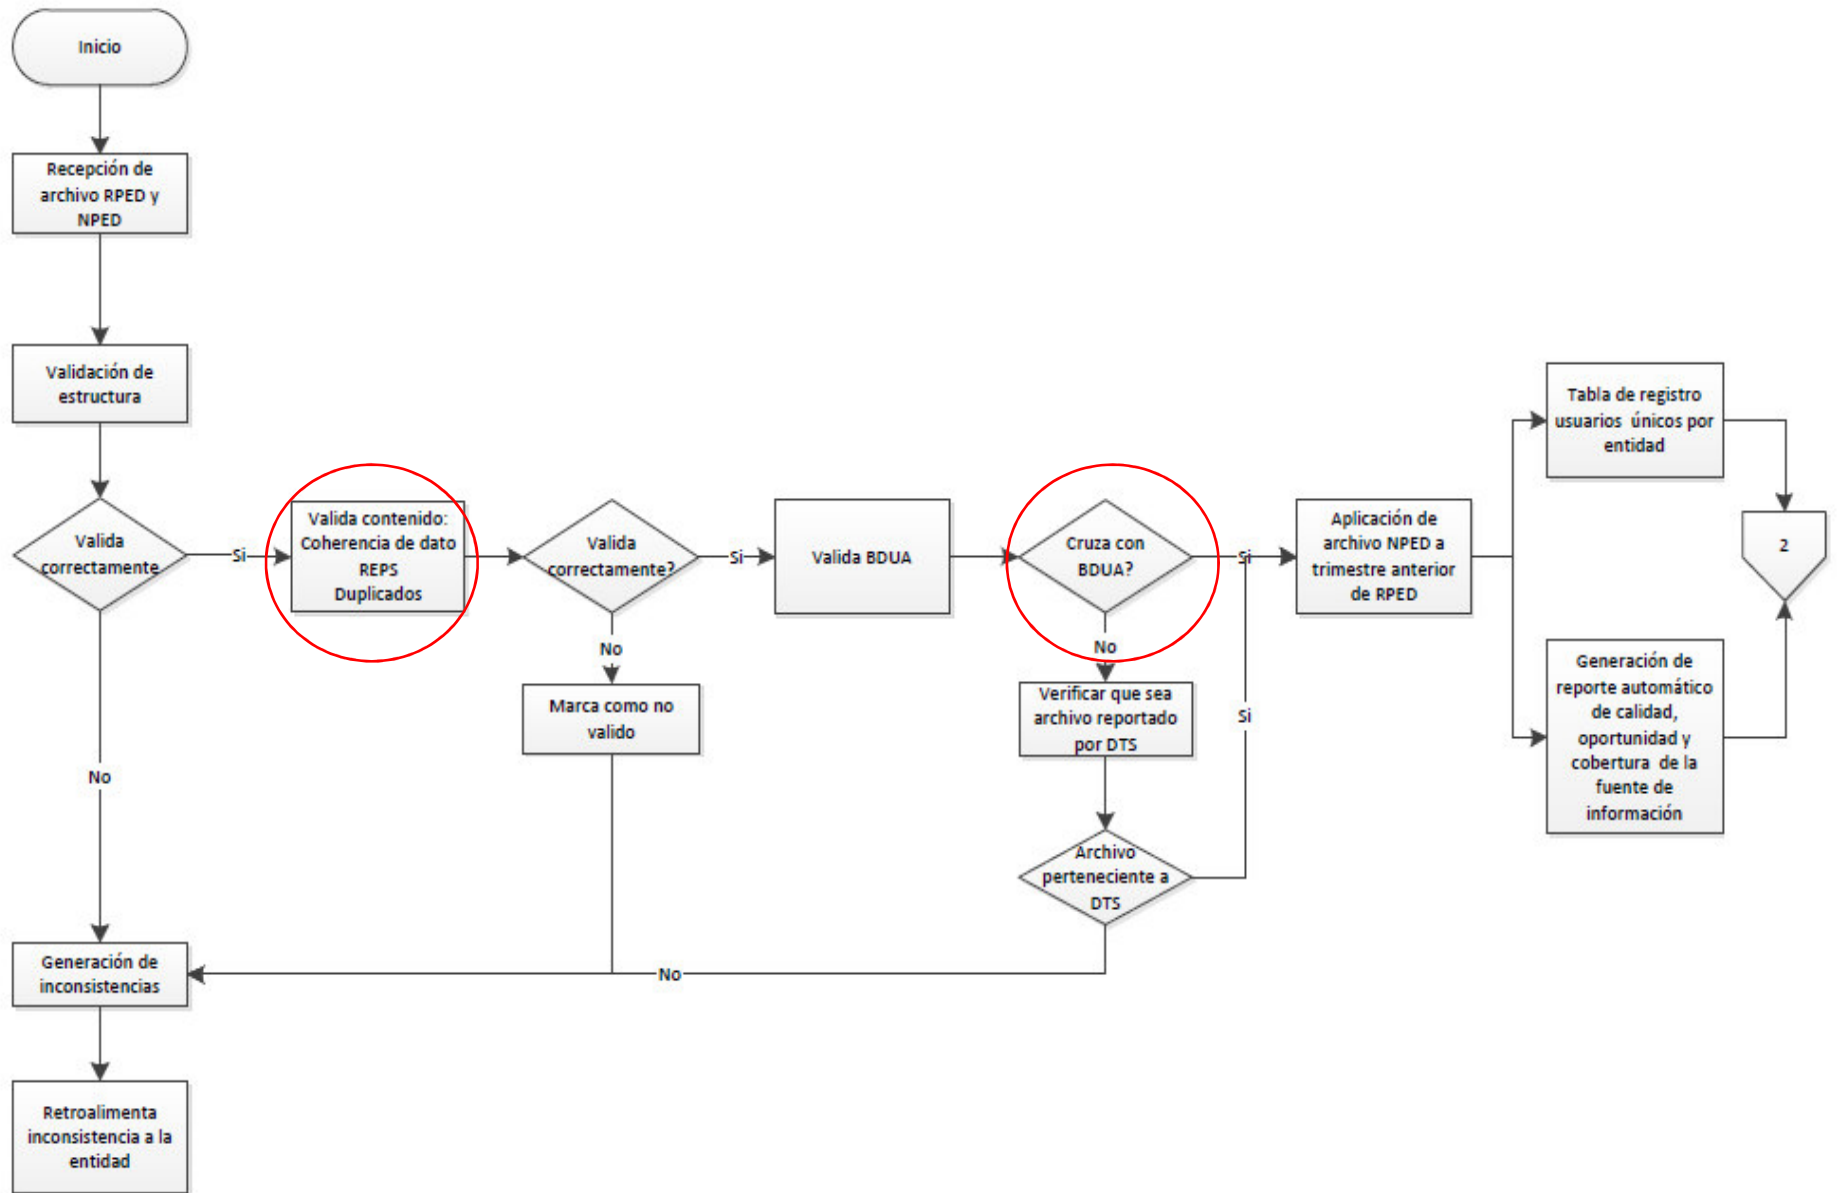 Inicio
Recepción de
archivo RPED y
NPED
Validación de
estructura
Valida
correctamente
Si
Valida contenido:
Coherencia de dato
REPS
Duplicados
Valida
correctamente?
Si
Valida BDUA
Cruza con
BDUA?
Si
Aplicación de
archivo NPED a
trimestre anterior
de RPED
Tabla de registro
usuarios únicos por
entidad
2
Generación de
reporte automático
de calidad,
oportunidad y
cobertura de la
fuente de
información
No
Marca como no
valido
No
Verificar que sea
archivo reportado
por DTS
Si
Archivo
perteneciente a
DTS
No
No
Generación de
inconsistencias
Retroalimenta
inconsistencia a la
entidad